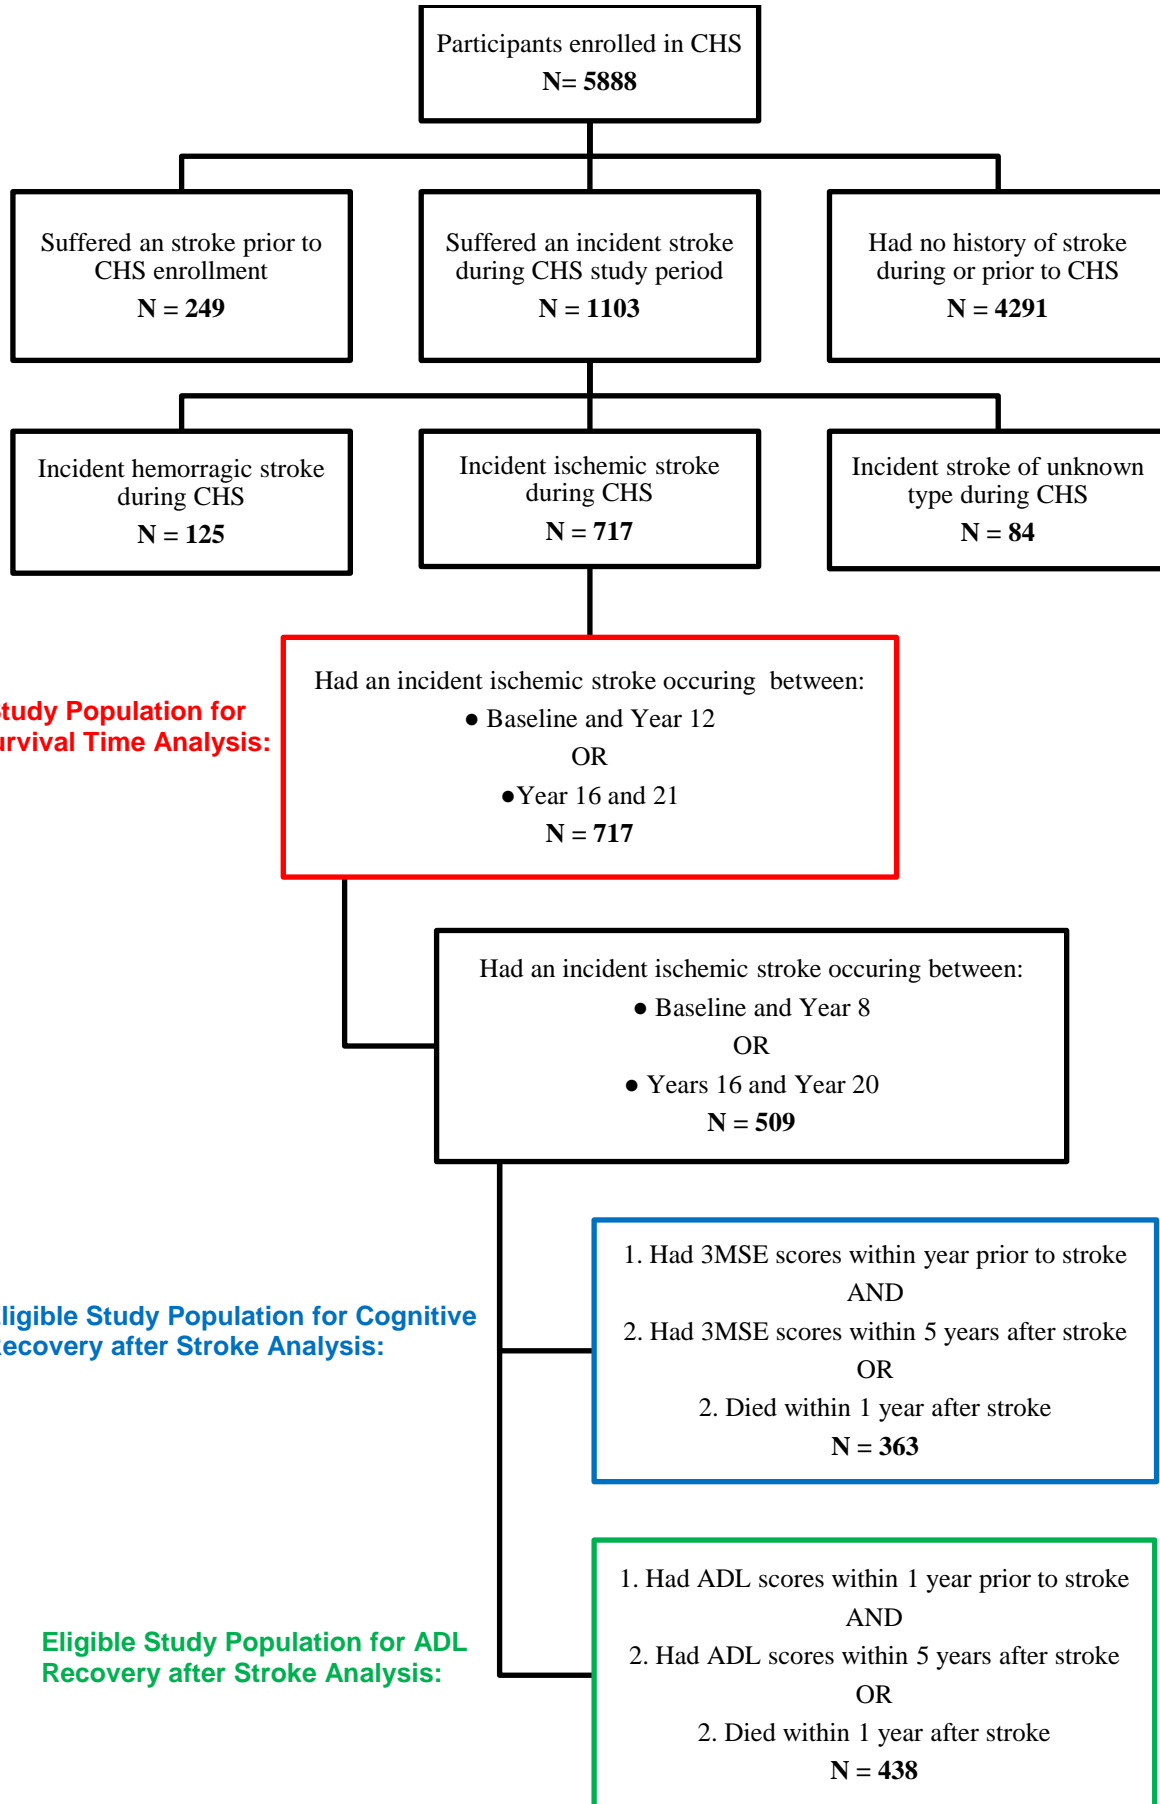 Participants enrolled in CHS
N= 5888
Suffered an stroke prior to
CHS enrollment
N = 249
Suffered an incident stroke
during CHS study period
N = 1103
Had no history of stroke
during or prior to CHS
N = 4291
Incident hemorragic stroke
during CHS
N = 125
Incident ischemic stroke
during CHS
N = 717
Incident stroke of unknown
type during CHS
N = 84
tudy Population for
urvival Time Analysis:
Had an incident ischemic stroke occuring between:
● Baseline and Year 12
OR
●Year 16 and 21
N = 717
Had an incident ischemic stroke occuring between:
● Baseline and Year 8
OR
● Years 16 and Year 20
N = 509
ligible Study Population for Cognitive
ecovery after Stroke Analysis:
1. Had 3MSE scores within year prior to stroke
AND
2. Had 3MSE scores within 5 years after stroke
OR
2. Died within 1 year after stroke
N = 363
Eligible Study Population for ADL
Recovery after Stroke Analysis:
1. Had ADL scores within 1 year prior to stroke
AND
2. Had ADL scores within 5 years after stroke
OR
2. Died within 1 year after stroke
N = 438